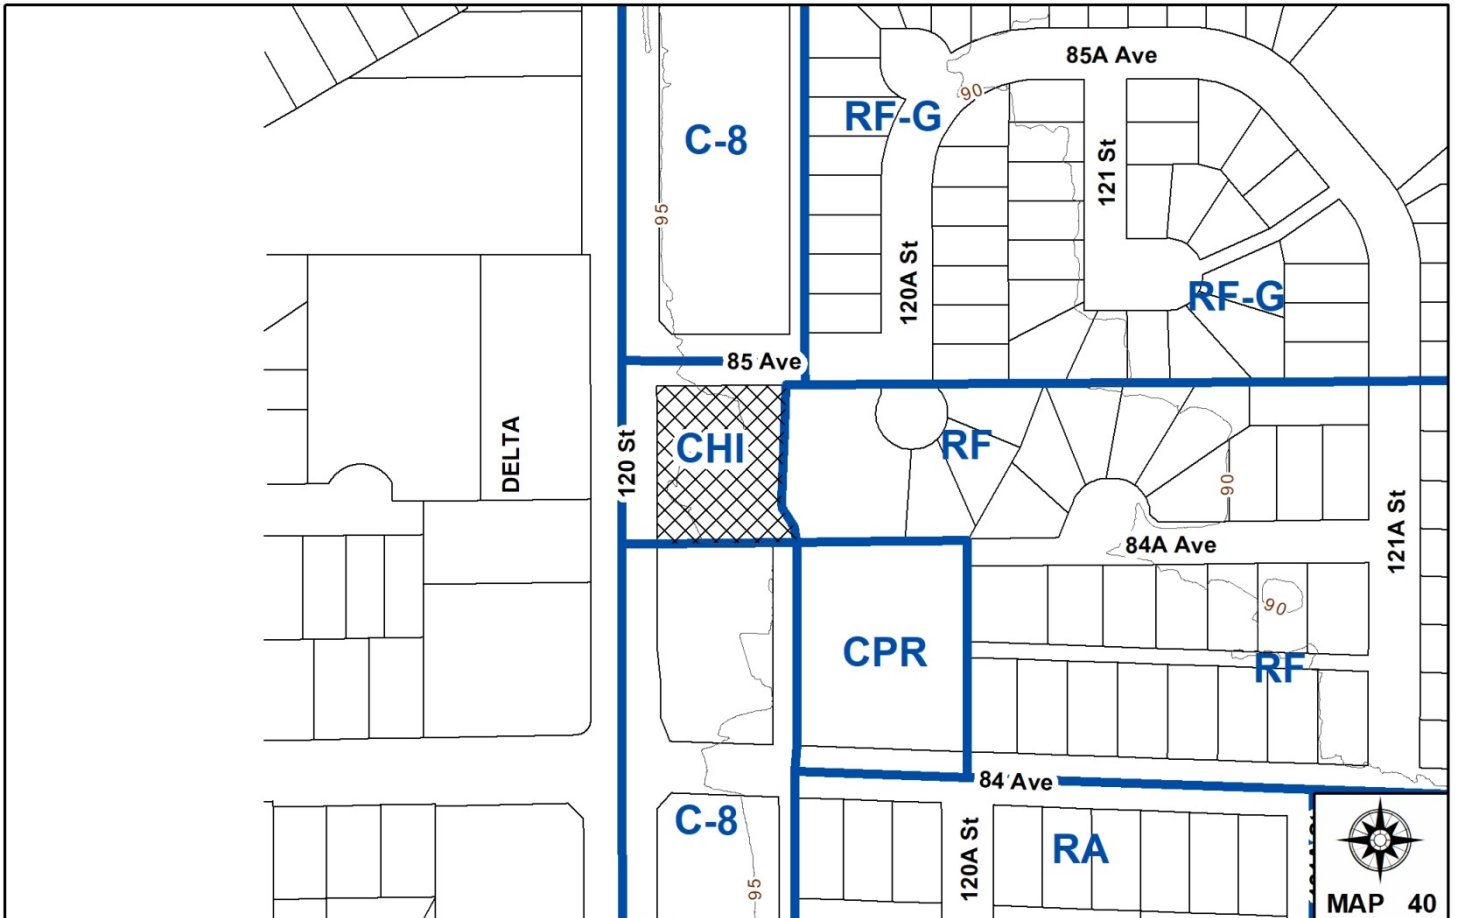 85A Ave
90
RF-G
C-8
121 St
95
120A St
RF-G
85 Ave
DELTA
120 St
CHI
RF
90
121A St
84A Ave
90
CPR
RF
84 Ave
C-8
120A St
RA
95
MAP 40